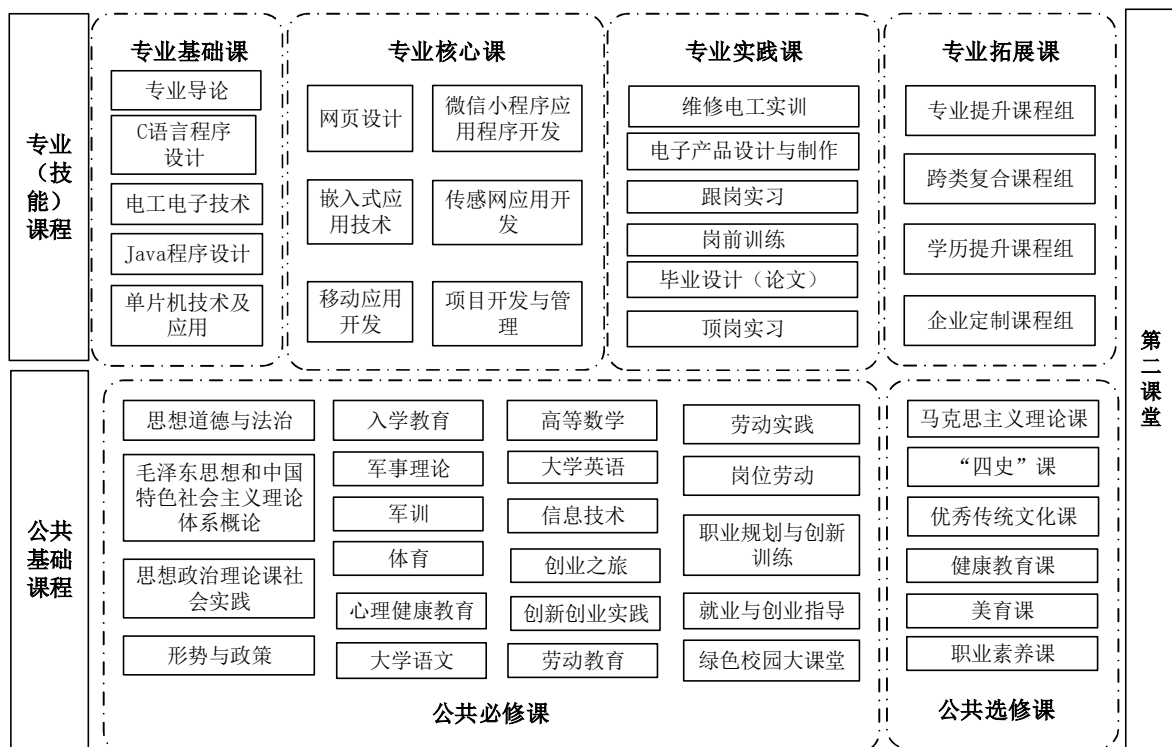 专业
（技
能）
课程
专业基础课
专业导论
C语言程序
设计
电工电子技术
Java程序设计
单片机技术及
应用
专业核心课
网页设计
微信小程序应
用程序开发
嵌入式应
用技术
传感网应用开
发
移动应用
开发
项目开发与管
理
专业实践课
维修电工实训
电子产品设计与制作
跟岗实习
岗前训练
毕业设计（论文）
顶岗实习
专业拓展课
专业提升课程组
跨类复合课程组
学历提升课程组
企业定制课程组
公共
基础
课程
思想道德与法治
毛泽东思想和中国
特色社会主义理论
体系概论
思想政治理论课社
会实践
形势与政策
入学教育
军事理论
军训
体育
心理健康教育
大学语文
高等数学
大学英语
信息技术
创业之旅
创新创业实践
劳动教育
劳动实践
岗位劳动
职业规划与创新
训练
就业与创业指导
绿色校园大课堂
公共必修课
马克思主义理论课
“四史”课
优秀传统文化课
健康教育课
美育课
职业素养课
公共选修课
第
二
课
堂